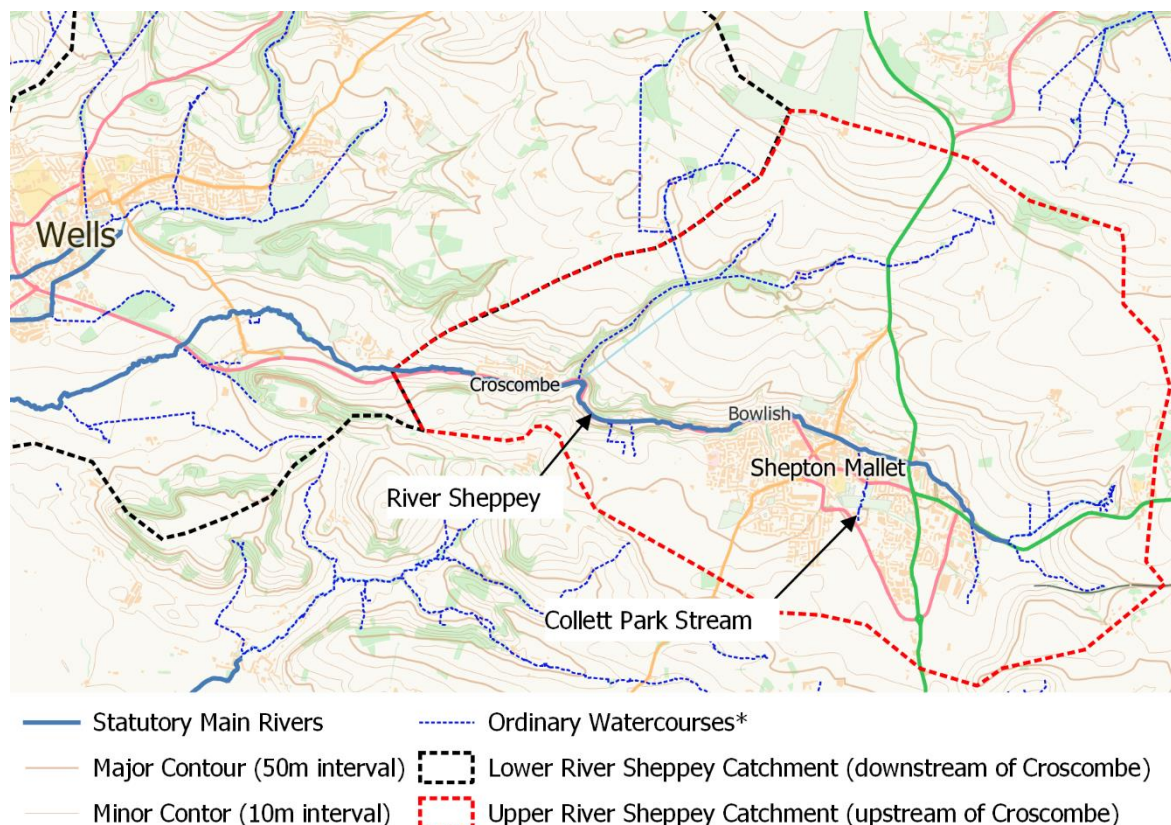 Wells
Croscombe
Bowlish
Shepton Mallet
River Sheppey
Collett Park Stream
Statutory Main Rivers
Ordinary Watercourses*
Major Contour (50m interval)
Lower River Sheppey Catchment (downstream of Croscombe)
Minor Contor (10m interval)
Upper River Sheppey Catchment (upstream of Croscombe)